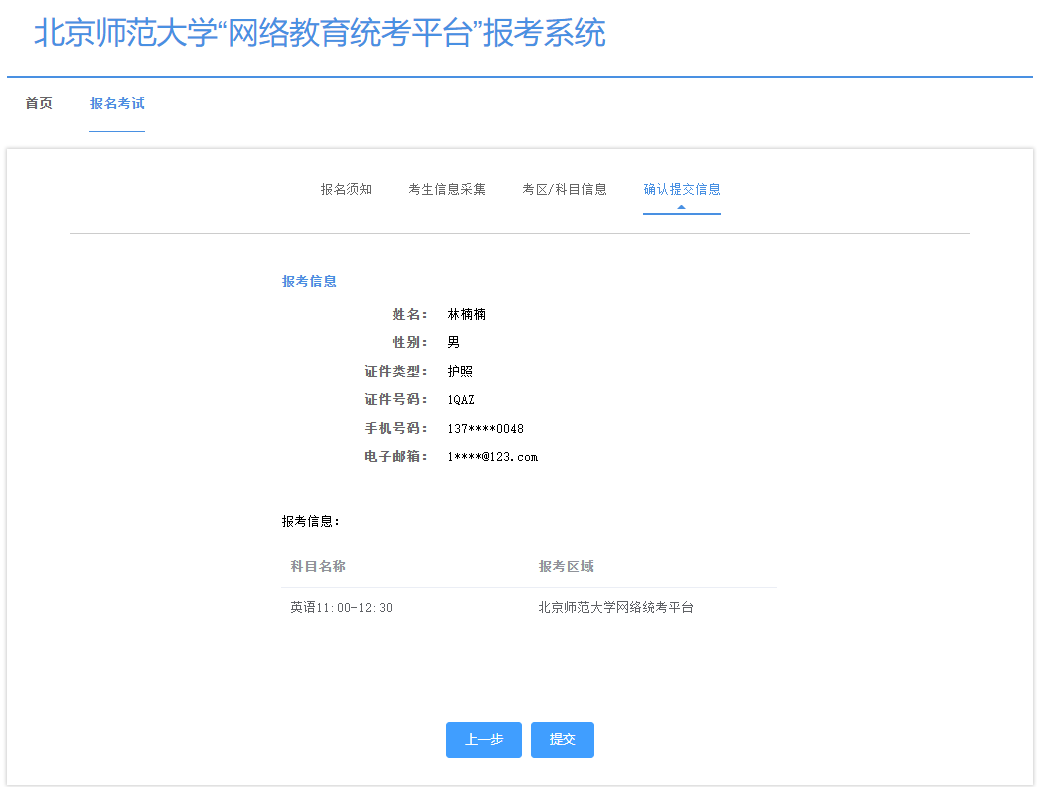 北京师范大学“网络教育统考平台”报考系统
首页 报名考试
报名须知 考生信息采集 考区/科目信息 确认提交信息
报考信息
姓名： 林楠楠
性别： 男
证件类型： 护照
证件号码： 1QAZ
手机号码： 137****0048
电子邮箱： 1****@123.com
报考信息：
科目名称 报考区域
英语11:00-12:30 北京师范大学网络统考平台
上一步 提交